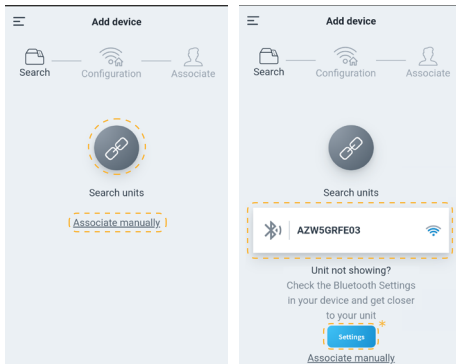 Add device
Search
Configuration
Associate
Search units
Associate manually
Add device
Search
Configuration
Associate
Search units
AZW5GRFE03
Unit not showing?
Check the Bluetooth Settings
in your device and get closer
to your unit
Settings
*
Associate manually